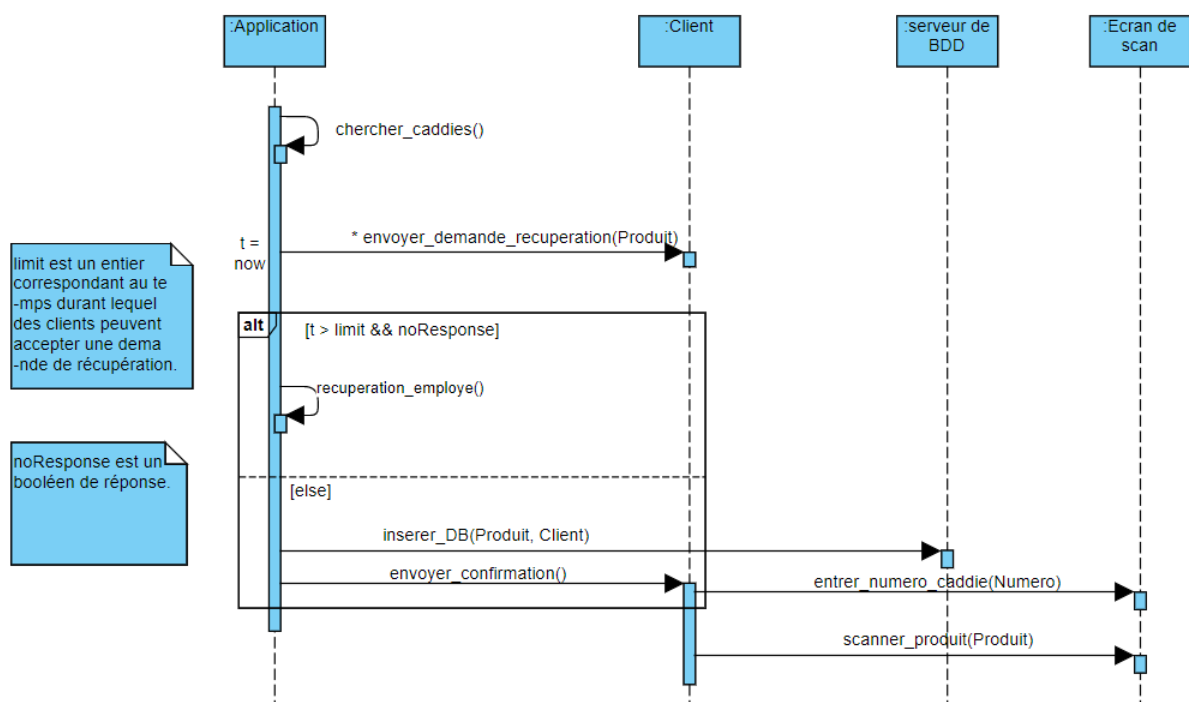 :Application
:Client
:serveur de
BDD
:Ecran de
scan
chercher_caddies()
t =
now
* envoyer_demande_recuperation(Produit)
limit est un entier
correspondant au te
-mps durant lequel
des clients peuvent
accepter une dema
-nde de récupération.
alt
[t > limit && noResponse]
recuperation_employe()
noResponse est un
booléen de réponse.
[else]
inserer_DB(Produit, Client)
envoyer_confirmation()
entrer_numero_caddie(Numero)
scanner_produit(Produit)